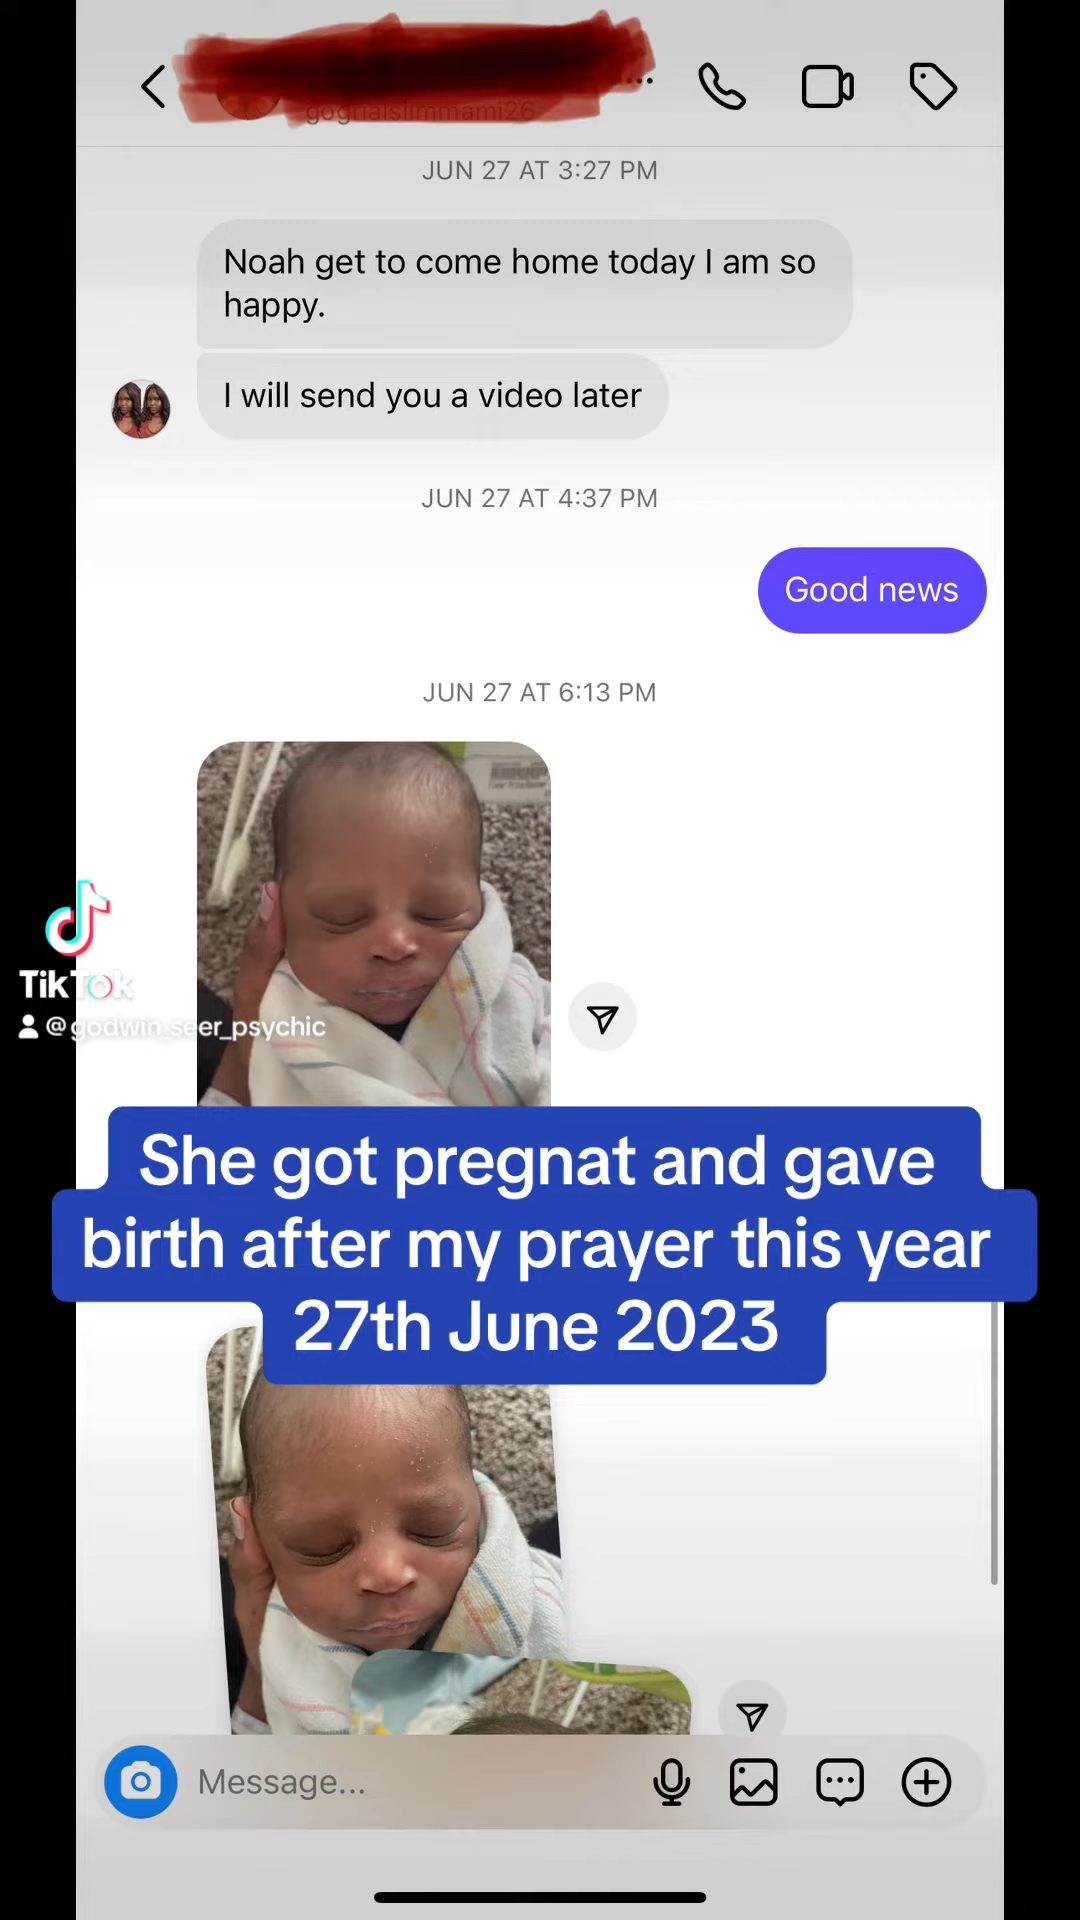 JUN 27 AT 3:27 PM
Noah get to come home today I am so
happy.
I will send you a video later
JUN 27 AT 4:37 PM
Good news
JUN 27 AT 6:13 PM
TikTok
@godwin_seer_psychic
She got pregnat and gave
birth after my prayer this year
27th June 2023
Message...